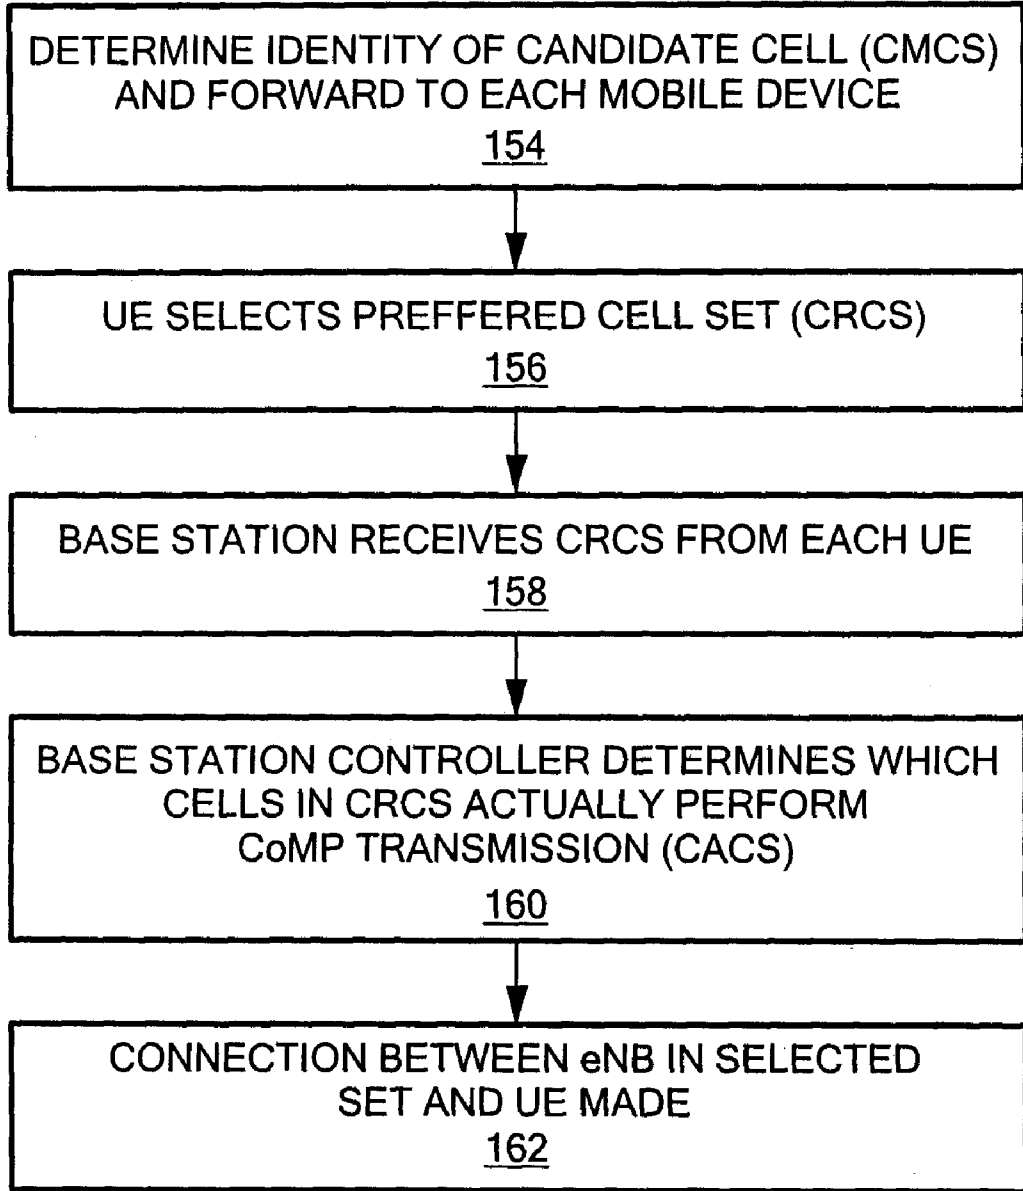 DETERMINE IDENTITY OF CANDIDATE CELL (CMCS)
AND FORWARD TO EACH MOBILE DEVICE
154
UE SELECTS PREFFERED CELL SET (CRCS)
156
BASE STATION RECEIVES CRCS FROM EACH UE
158
BASE STATION CONTROLLER DETERMINES WHICH
CELLS IN CRCS ACTUALLY PERFORM
CoMP TRANSMISSION (CACS)
160
CONNECTION BETWEEN eNB IN SELECTED
SET AND UE MADE
162